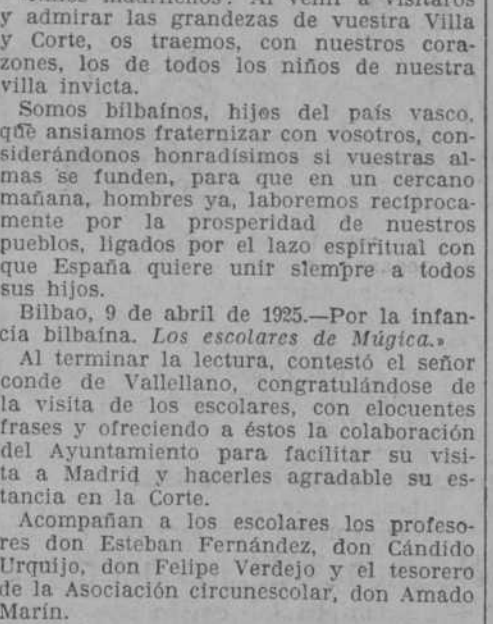 y admirar las grandezas de vuestra Villa
y Corte, os traemos, con nuestros cora-
zones, los de todos los niños de nuestra
villa invicta.
Somos bilbaínos, hijos del país vasco,
que ansiamos fraternizar con vosotros, con-
siderándonos honradísimos si vuestras al-
mas se funden, para que en un cercano
mañana, hombres ya, laboremos recíproca-
mente por la prosperidad de nuestros
pueblos, ligados por el lazo espiritual con
que España quiere unir siempre a todos
sus hijos.
Bilbao, 9 de abril de 1925.—Por la infan-
cia bilbaína. Los escolares de Múgica.»
Al terminar la lectura, contestó el señor
conde de Vallellano, congratulándose de
la visita de los escolares, con elocuentes
frases y ofreciendo a éstos la colaboración
del Ayuntamiento para facilitar su visi-
ta a Madrid y hacerles agradable su es-
tancia en la Corte.
Acompañan a los escolares los profeso-
res don Esteban Fernández, don Cándido
Urquijo, don Felipe Verdejo y el tesorero
de la Asociación circunescolar, don Amado
Marín.